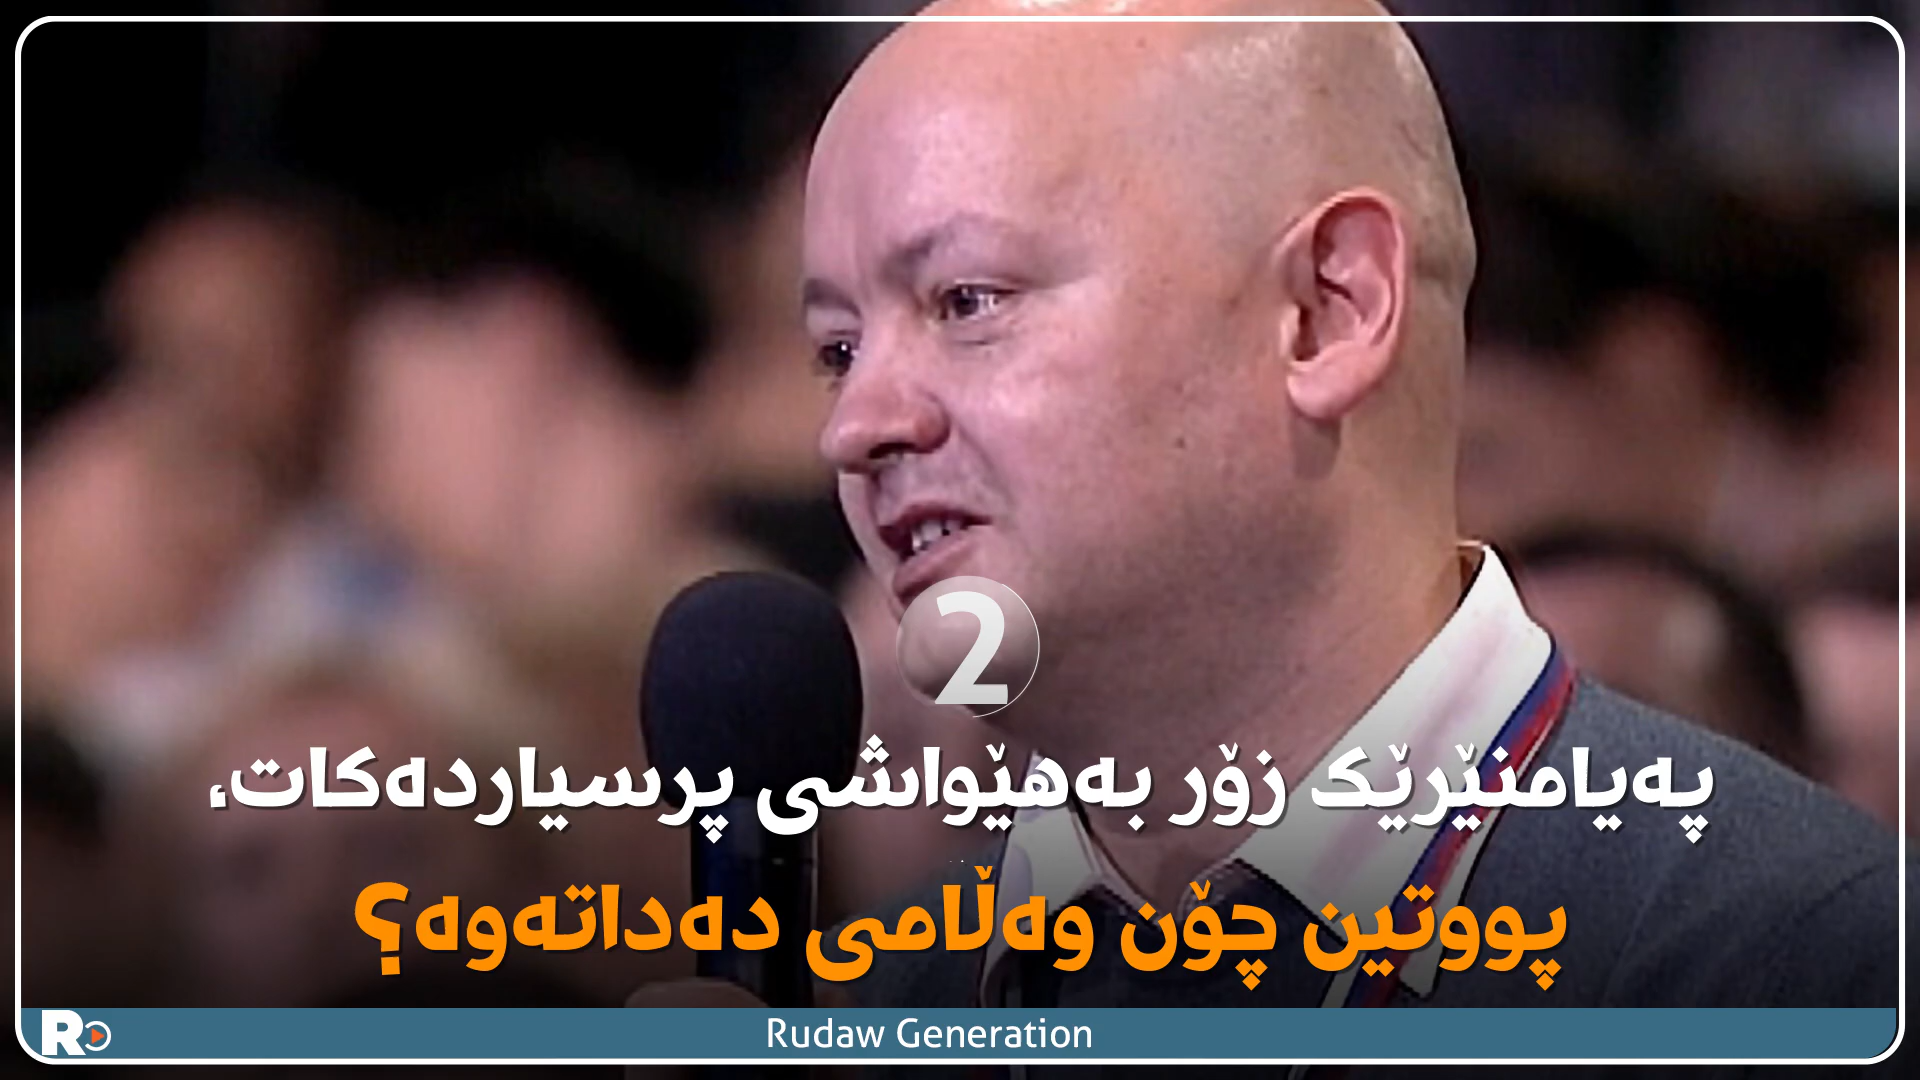 2
پەیامنێرێک زۆر بەهێواشی پرسیاردەکات،
پووتین چۆن وەڵامی دەداتەوە؟
R
Rudaw Generation